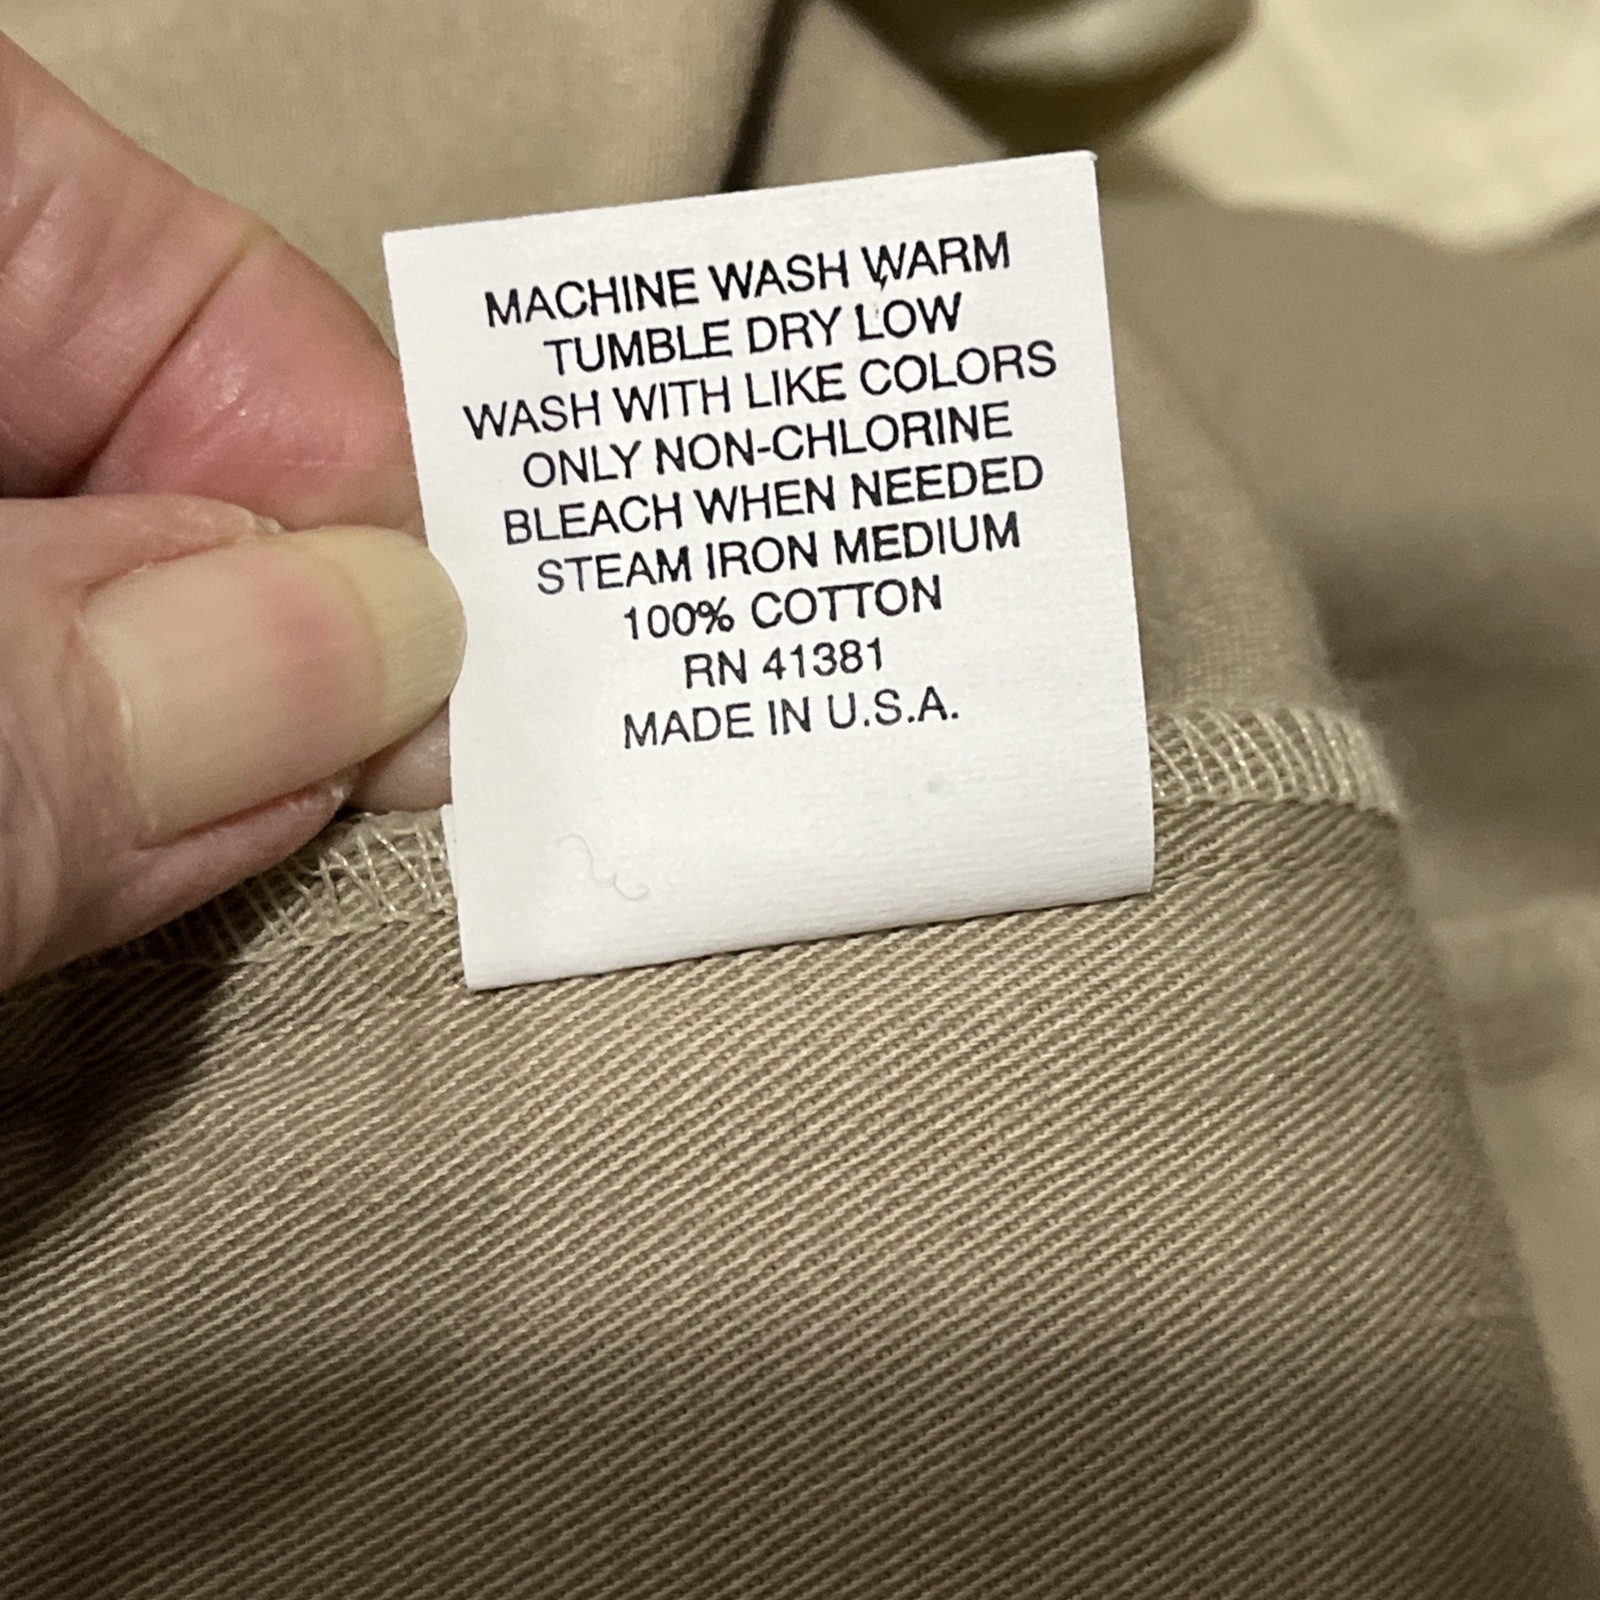 MACHINE WASH WARM
TUMBLE DRY LOW
WASH WITH LIKE COLORS
ONLY NON-CHLORINE
BLEACH WHEN NEEDED
STEAM IRON MEDIUM
100% COTTON
RN 41381
MADE IN U.S.A.